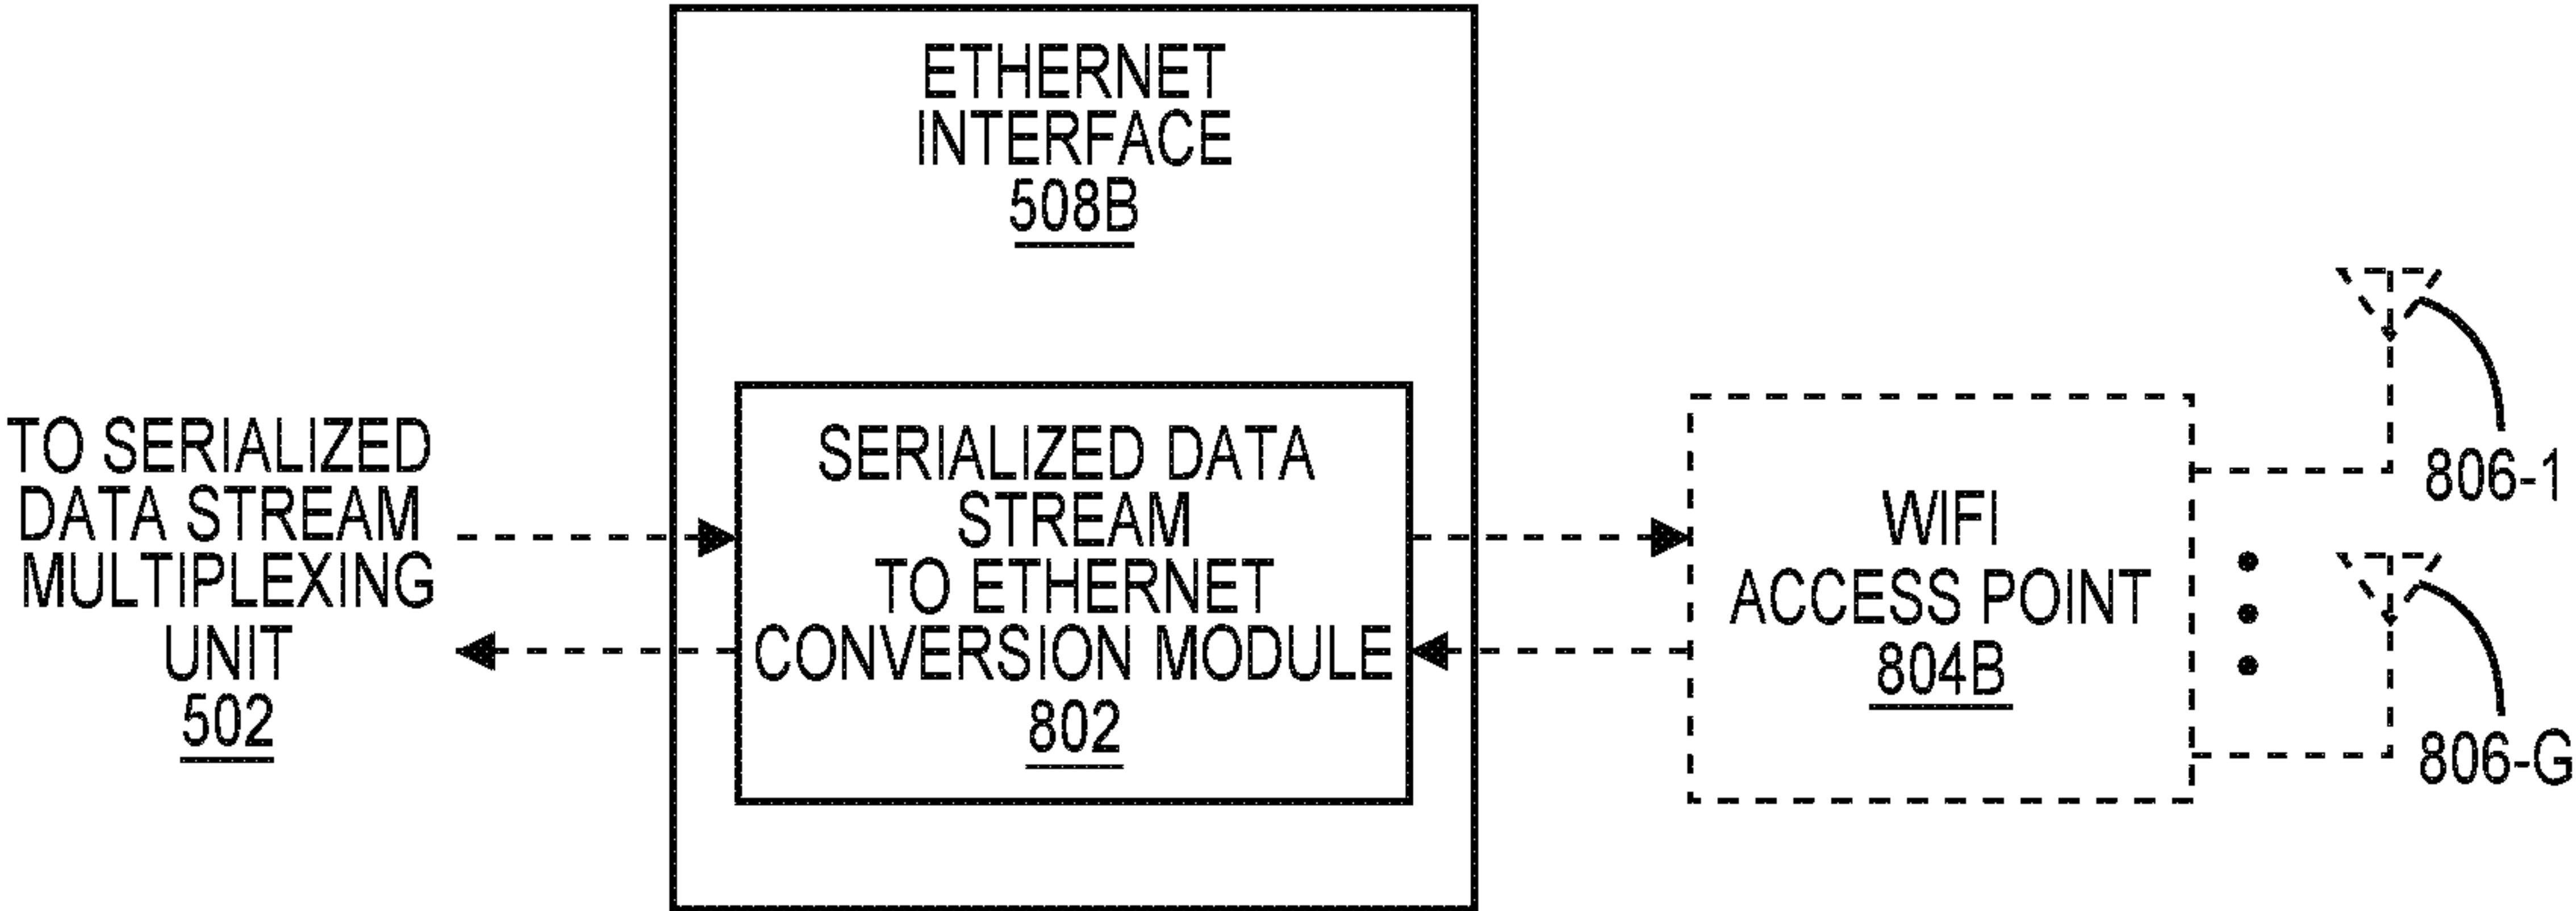 ETHERNET
INTERFACE
508B
TO SERIALIZED
DATA STREAM
MULTIPLEXING
UNIT
502
SERIALIZED DATA
STREAM
TO ETHERNET
CONVERSION MODULE
802
WIFI
ACCESS POINT
804B
806-1
806-G